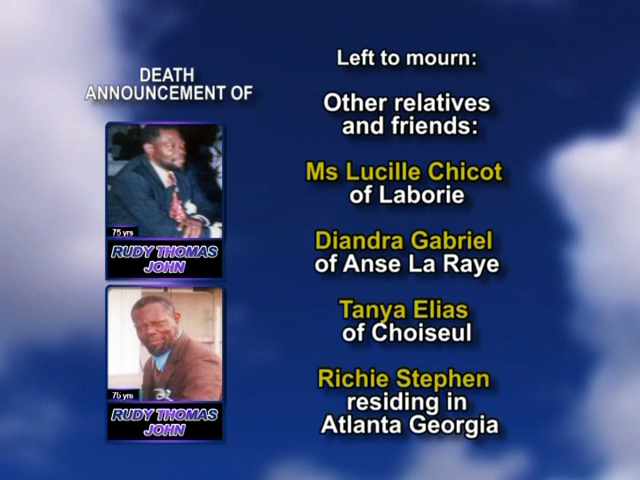 DEATH
ANNOUNCEMENT OF
75 yrs
RUDY THOMAS
JOHN
75 yrs
RUDY THOMAS
JOHN
Left to mourn:
Other relatives
and friends:
Ms Lucille Chicot
of Laborie
Diandra Gabriel
of Anse La Raye
Tanya Elias
of Choiseul
Richie Stephen
residing in
Atlanta Georgia